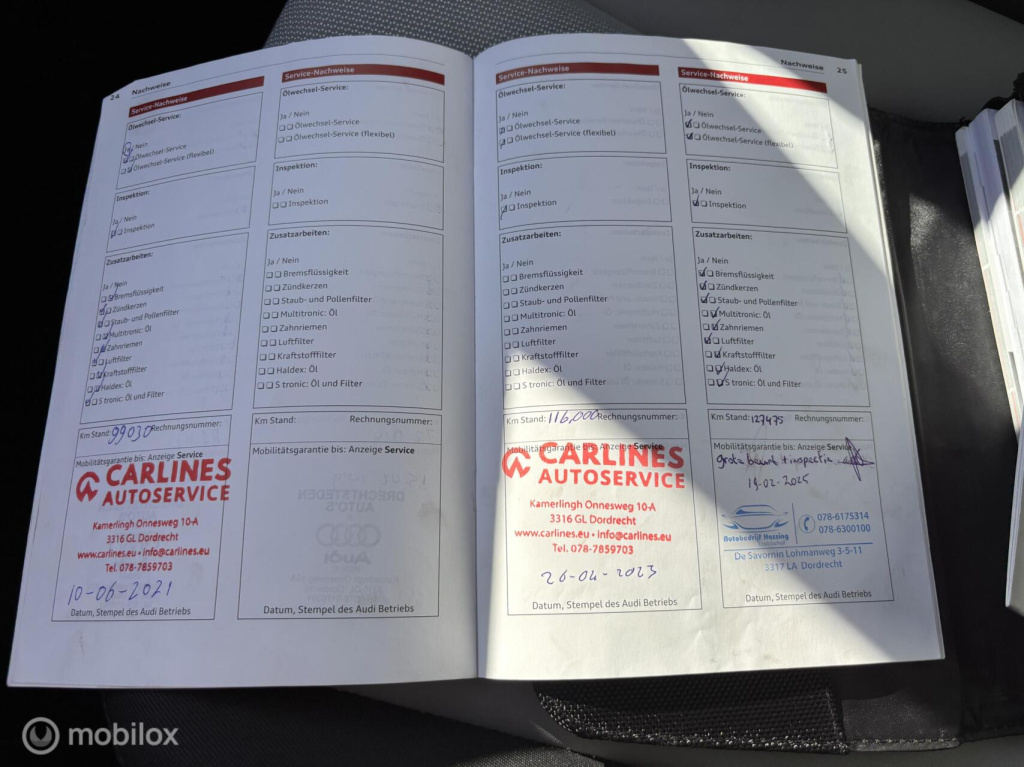 24 Nachweise
Service-Nachweise
Ölwechsel-Service:
Ja / Nein
Ölwechsel-Service
Ölwechsel-Service (flexibel)
Inspektion:
Ja / Nein
Inspektion
Zusatzarbeiten:
Ja / Nein
Bremsflüssigkeit
Zündkerzen
Staub- und Pollenfilter
Multitronic: Öl
Zahnriemen
Luftfilter
Kraftstofffilter
Haldex: Öl
S tronic: Öl und Filter
Km Stand: 99030 Rechnungsnummer:
Mobilitätsgarantie bis: Anzeige Service
CARLINES
AUTOSERVICE
Kamerlingh Onnesweg 10-A
3316 GL Dordrecht
www.carlines.eu • info@carlines.eu
Tel. 078-7859703
10-06-2021
Service-Nachweise
Ölwechsel-Service:
Ja / Nein
Ölwechsel-Service
Ölwechsel-Service (flexibel)
Inspektion:
Ja / Nein
Inspektion
Zusatzarbeiten:
Ja / Nein
Bremsflüssigkeit
Zündkerzen
Staub- und Pollenfilter
Multitronic: Öl
Zahnriemen
Luftfilter
Kraftstofffilter
Haldex: Öl
S tronic: Öl und Filter
Km Stand: Rechnungsnummer:
Mobilitätsgarantie bis: Anzeige Service
Datum, Stempel des Audi Betriebs
Datum, Stempel des Audi Betriebs
Nachweise 25
Service-Nachweise
Ölwechsel-Service:
Ja / Nein
Ölwechsel-Service
Ölwechsel-Service (flexibel)
Inspektion:
Ja / Nein
Inspektion
Zusatzarbeiten:
Ja / Nein
Bremsflüssigkeit
Zündkerzen
Staub- und Pollenfilter
Multitronic: Öl
Zahnriemen
Luftfilter
Kraftstofffilter
Haldex: Öl
S tronic: Öl und Filter
Km Stand: 116,000 Rechnungsnummer:
Mobilitätsgarantie bis: Anzeige Service
CARLINES
AUTOSERVICE
Kamerlingh Onnesweg 10-A
3316 GL Dordrecht
www.carlines.eu • info@carlines.eu
Tel. 078-7859703
26-04-2023
Datum, Stempel des Audi Betriebs
Service-Nachweise
Ölwechsel-Service:
Ja / Nein
Ölwechsel-Service
Ölwechsel-Service (flexibel)
Inspektion:
Ja / Nein
Inspektion
Zusatzarbeiten:
Ja / Nein
Bremsflüssigkeit
Zündkerzen
Staub- und Pollenfilter
Multitronic: Öl
Zahnriemen
Luftfilter
Kraftstofffilter
Haldex: Öl
S tronic: Öl und Filter
Km Stand: 127475 Rechnungsnummer:
Mobilitätsgarantie bis: Anzeige Service
grote beurt + inspectie
19-02-2025
078-6175314
078-6300100
Autobedrijf Hessing
De Savornin Lohmanweg 3-5-11
3317 LA Dordrecht
Datum, Stempel des Audi Betriebs
mobilox